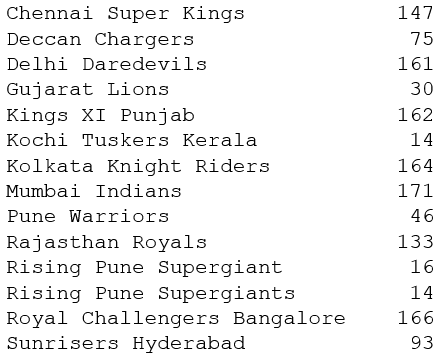 Chennai Super Kings 147
Deccan Chargers 75
Delhi Daredevils 161
Gujarat Lions 30
Kings XI Punjab 162
Kochi Tuskers Kerala 14
Kolkata Knight Riders 164
Mumbai Indians 171
Pune Warriors 46
Rajasthan Royals 133
Rising Pune Supergiant 16
Rising Pune Supergiants 14
Royal Challengers Bangalore 166
Sunrisers Hyderabad 93